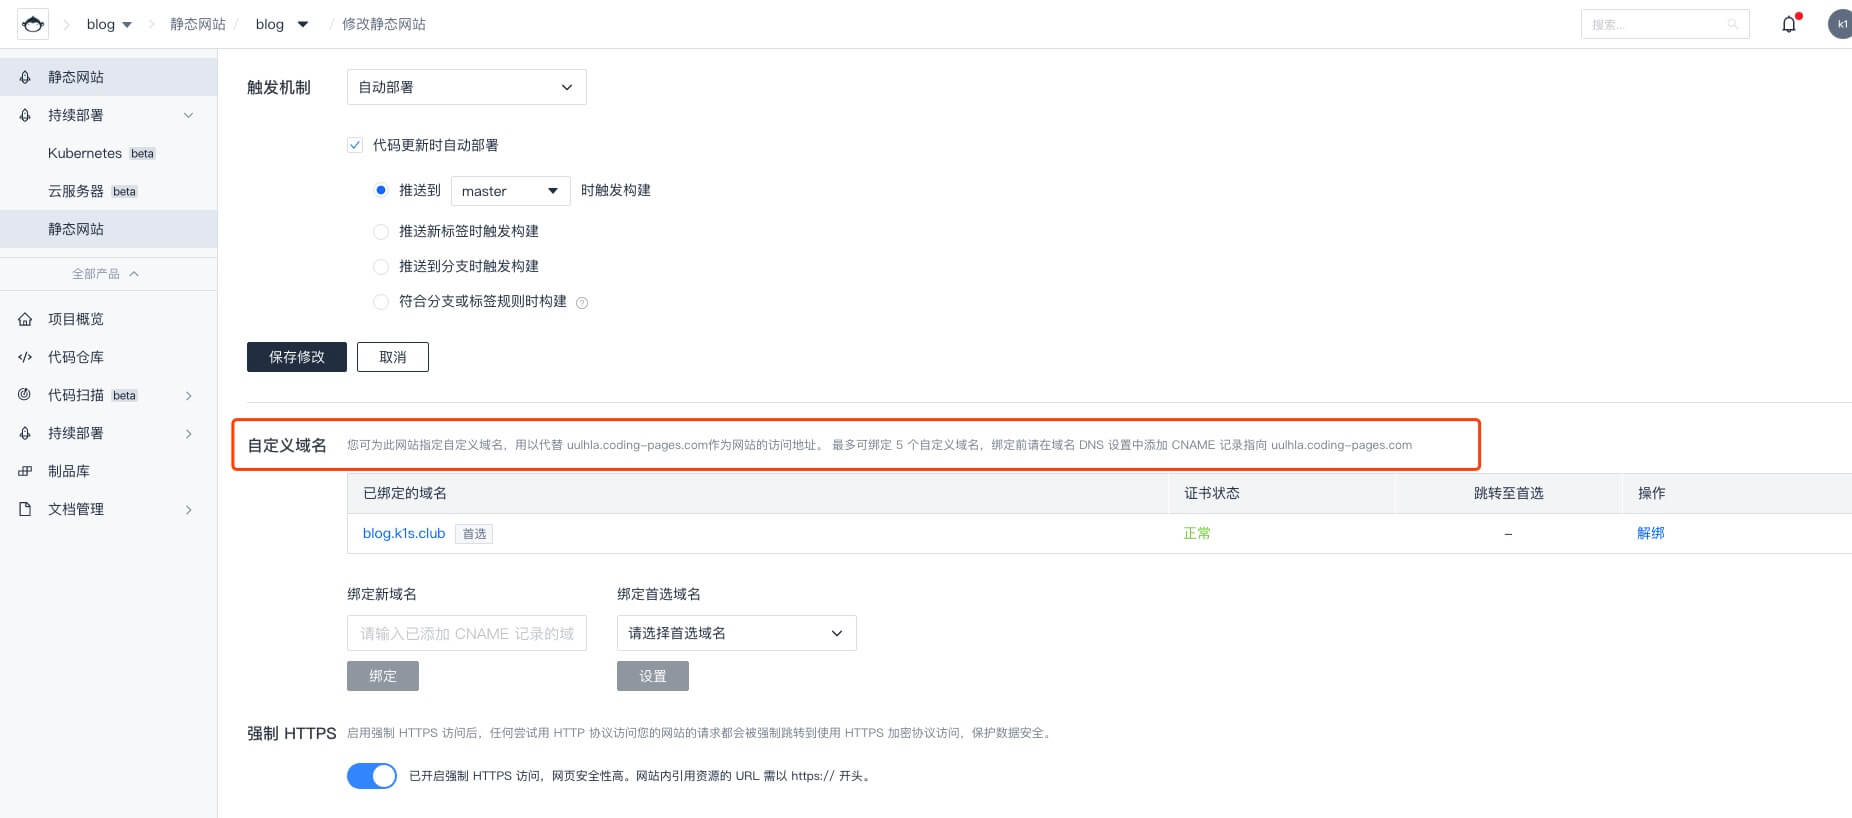 blog 静态网站 / blog / 修改静态网站 搜索... k1
静态网站
持续部署
Kubernetes beta
云服务器 beta
静态网站
全部产品
项目概览
代码仓库
代码扫描 beta
持续部署
制品库
文档管理
触发机制 自动部署
代码更新时自动部署
推送到 master 时触发构建
推送新标签时触发构建
推送到分支时触发构建
符合分支或标签规则时构建 ?
保存修改 取消
自定义域名 您可为此网站指定自定义域名，用以代替 uulhla.coding-pages.com作为网站的访问地址。 最多可绑定 5 个自定义域名，绑定前请在域名 DNS 设置中添加 CNAME 记录指向 uulhla.coding-pages.com
已绑定的域名 证书状态 跳转至首选 操作
blog.k1s.club 首选 正常 – 解绑
绑定新域名 绑定首选域名
请输入已添加 CNAME 记录的域 请选择首选域名
绑定 设置
强制 HTTPS 启用强制 HTTPS 访问后，任何尝试用 HTTP 协议访问您的网站的请求都会被强制跳转到使用 HTTPS 加密协议访问，保护数据安全。
已开启强制 HTTPS 访问，网页安全性高。网站内引用资源的 URL 需以 https:// 开头。